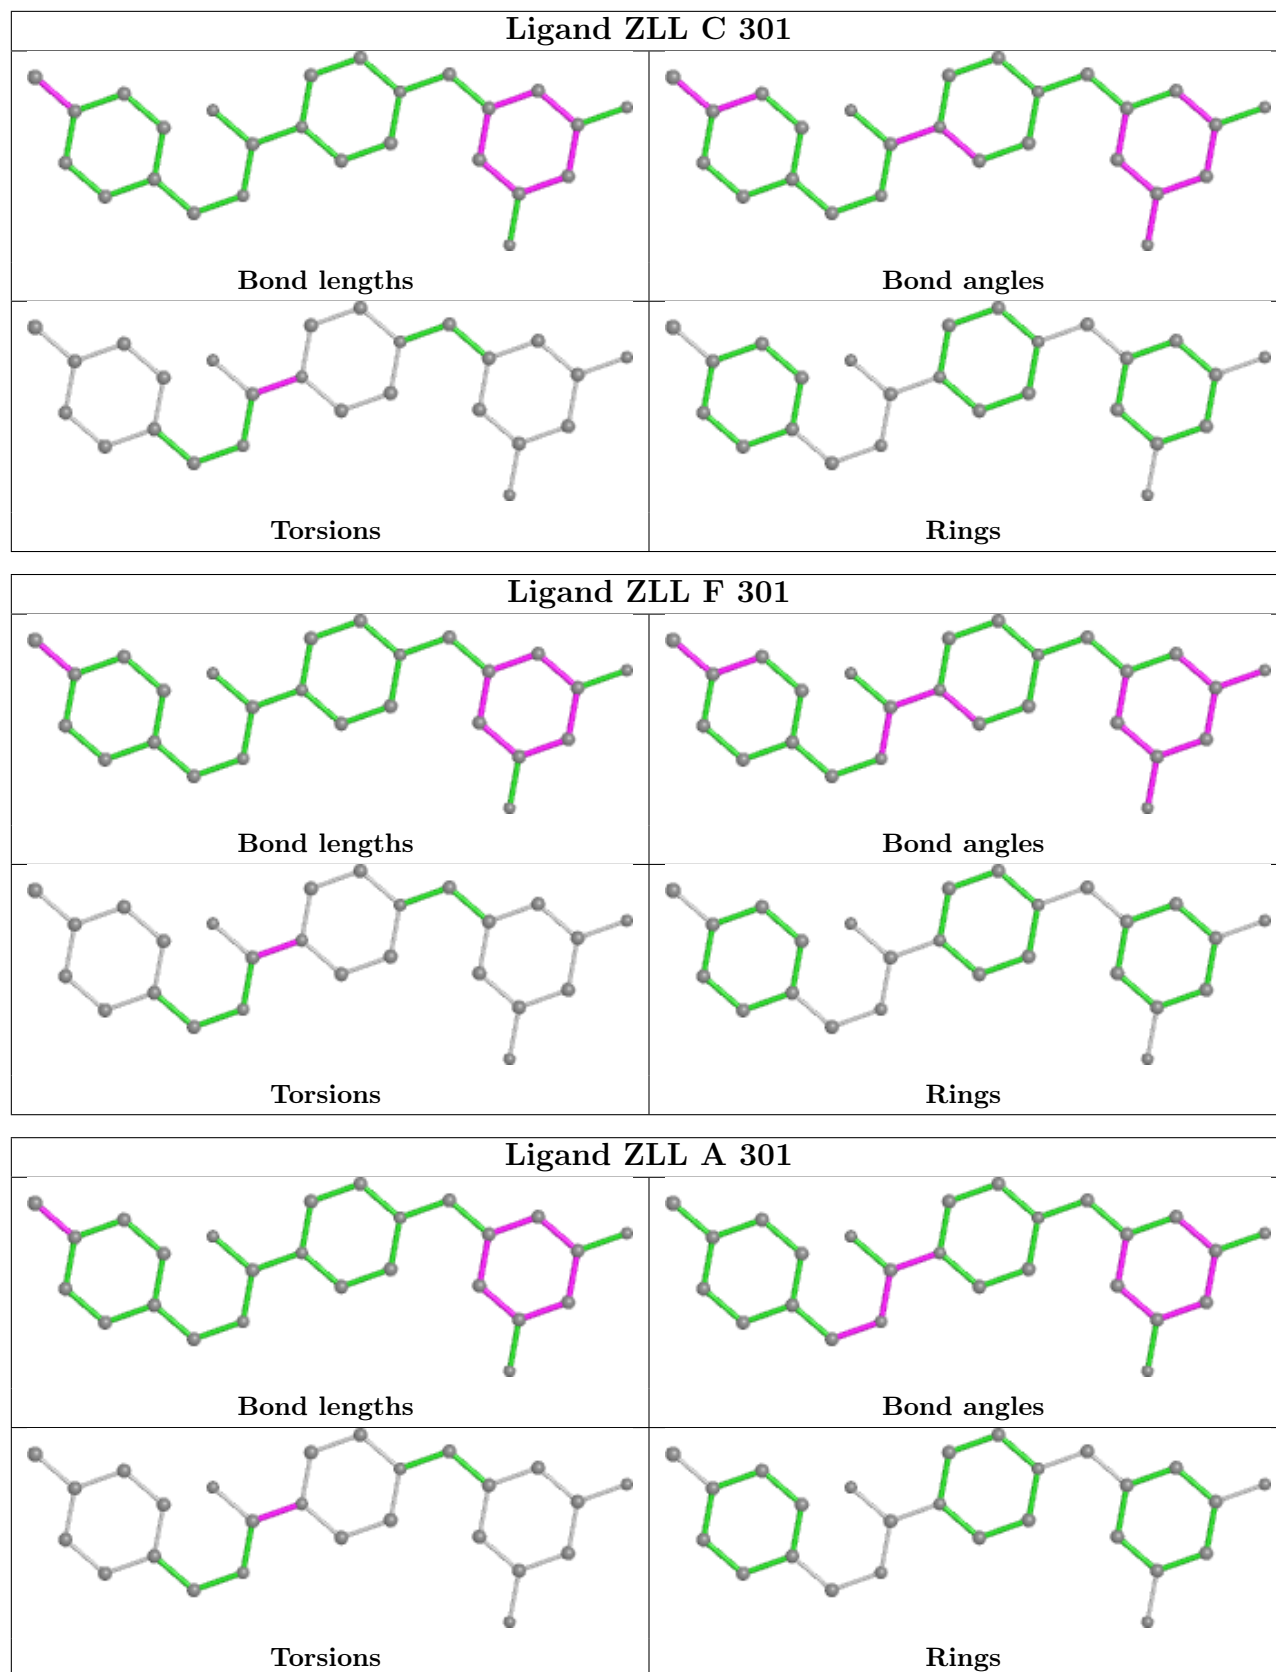 Ligand ZLL C 301
Bond lengths
Bond angles
Torsions
Rings
Ligand ZLL F 301
Bond lengths
Bond angles
Torsions
Rings
Ligand ZLL A 301
Bond lengths
Bond angles
Torsions
Rings